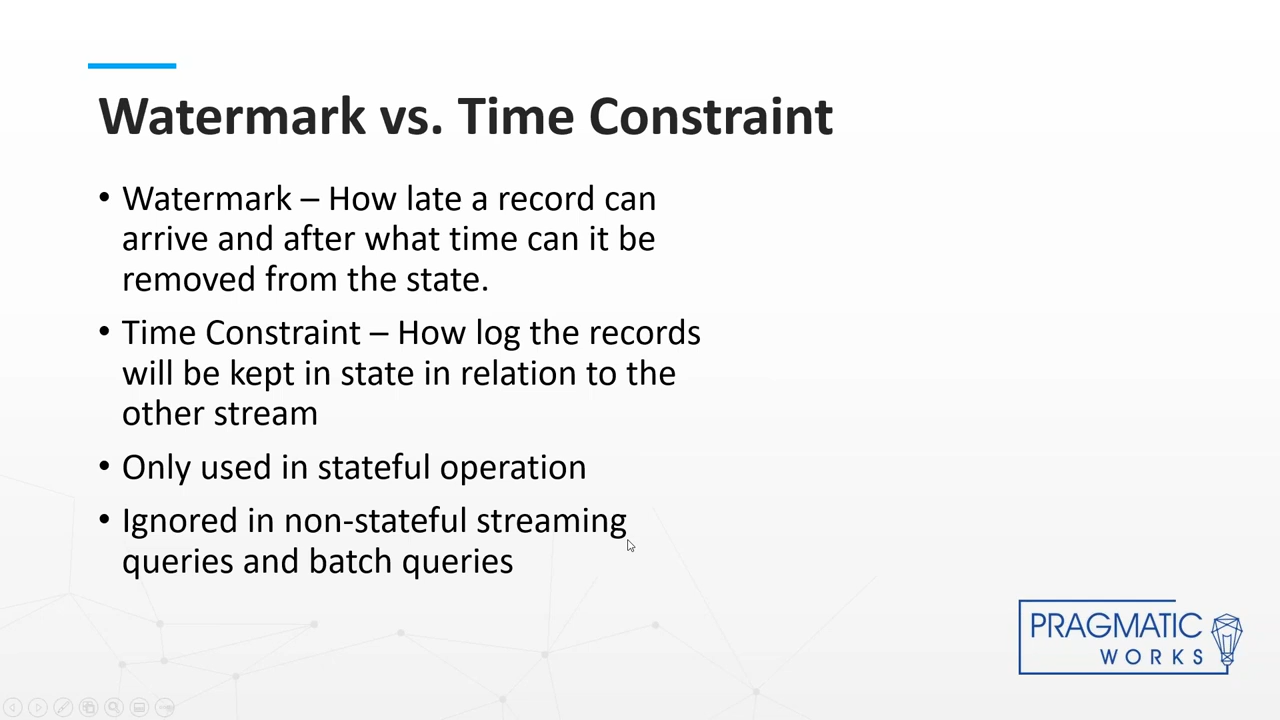 Watermark vs. Time Constraint
• Watermark – How late a record can
arrive and after what time can it be
removed from the state.
• Time Constraint – How log the records
will be kept in state in relation to the
other stream
• Only used in stateful operation
• Ignored in non-stateful streaming
queries and batch queries
PRAGMATIC
WORKS